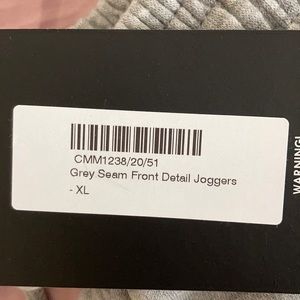 CMM1238/20/51
Grey Seam Front Detail Joggers
- XL
WARNING!